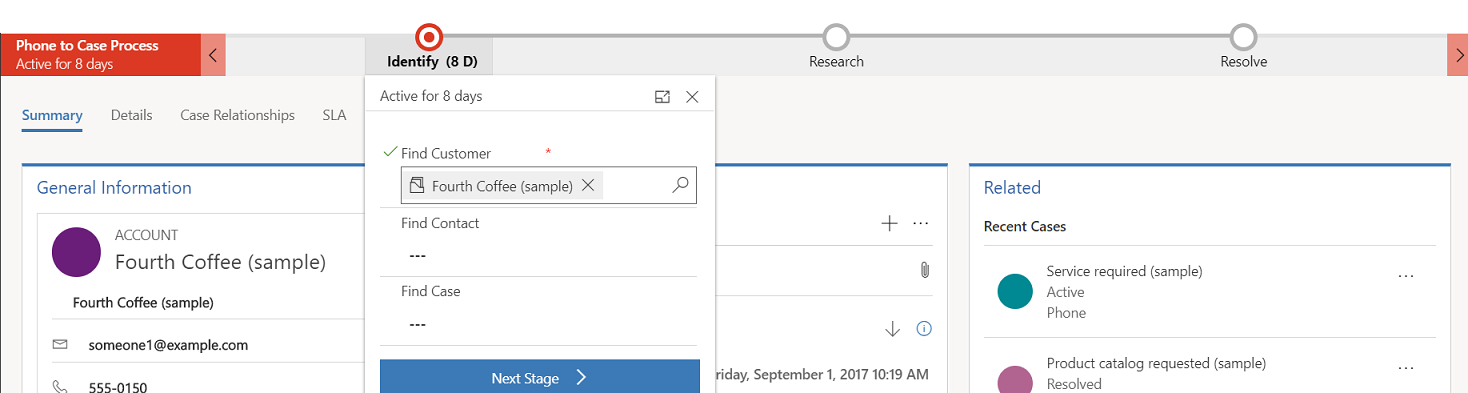 Phone to Case Process
Active for 8 days
Identify (8 D)
Research
Resolve
Summary
Details
Case Relationships
SLA
Active for 8 days
Find Customer *
Fourth Coffee (sample)
Find Contact
---
Find Case
---
Next Stage
General Information
ACCOUNT
Fourth Coffee (sample)
Fourth Coffee (sample)
someone1@example.com
555-0150
riday, September 1, 2017 10:19 AM
Related
Recent Cases
Service required (sample)
Active
Phone
Product catalog requested (sample)
Resolved